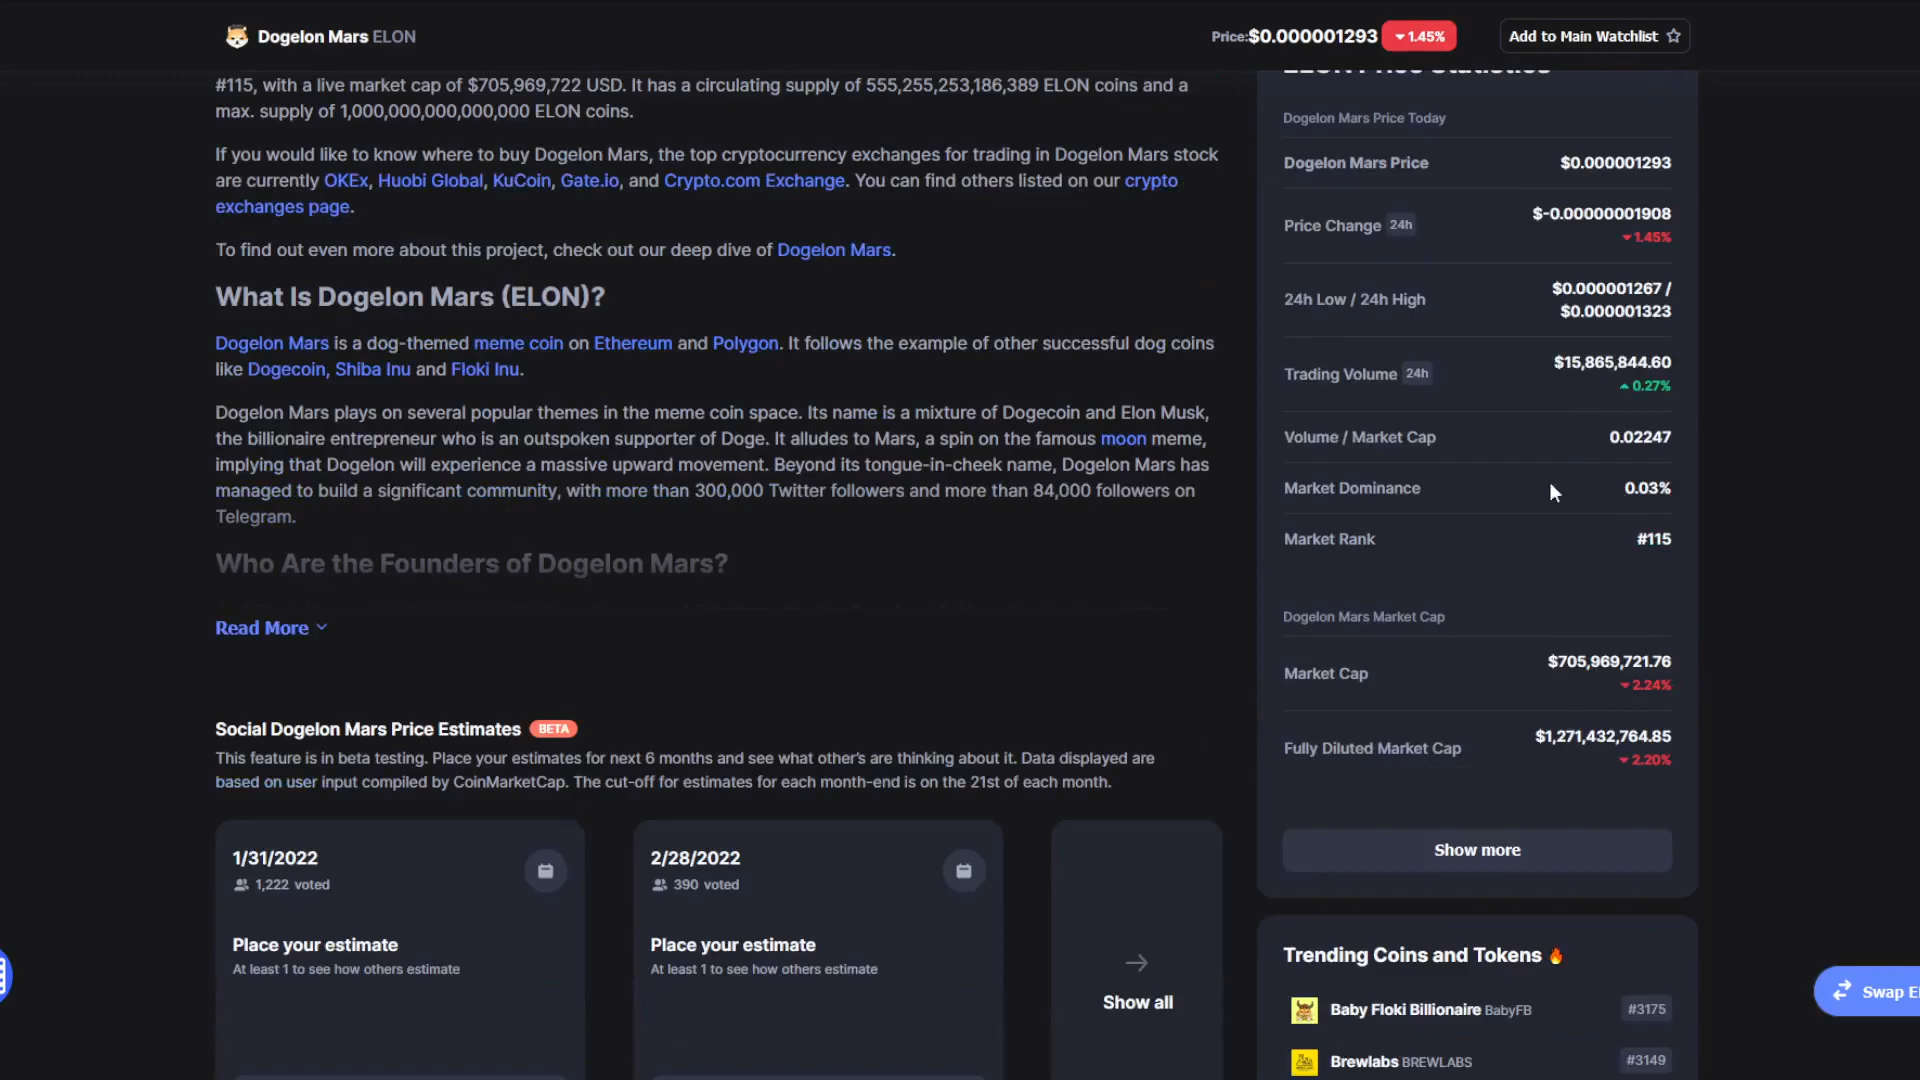 Dogelon Mars ELON
Price:$0.000001293 1.45%
Add to Main Watchlist
#115, with a live market cap of $705,969,722 USD. It has a circulating supply of 555,255,253,186,389 ELON coins and a
max. supply of 1,000,000,000,000,000 ELON coins.
If you would like to know where to buy Dogelon Mars, the top cryptocurrency exchanges for trading in Dogelon Mars stock
are currently OKEx, Huobi Global, KuCoin, Gate.io, and Crypto.com Exchange. You can find others listed on our crypto
exchanges page.
To find out even more about this project, check out our deep dive of Dogelon Mars.
What Is Dogelon Mars (ELON)?
Dogelon Mars is a dog-themed meme coin on Ethereum and Polygon. It follows the example of other successful dog coins
like Dogecoin, Shiba Inu and Floki Inu.
Dogelon Mars plays on several popular themes in the meme coin space. Its name is a mixture of Dogecoin and Elon Musk,
the billionaire entrepreneur who is an outspoken supporter of Doge. It alludes to Mars, a spin on the famous moon meme,
implying that Dogelon will experience a massive upward movement. Beyond its tongue-in-cheek name, Dogelon Mars has
managed to build a significant community, with more than 300,000 Twitter followers and more than 84,000 followers on
Telegram.
Who Are the Founders of Dogelon Mars?
Read More
Social Dogelon Mars Price Estimates BETA
This feature is in beta testing. Place your estimates for next 6 months and see what other's are thinking about it. Data displayed are
based on user input compiled by CoinMarketCap. The cut-off for estimates for each month-end is on the 21st of each month.
1/31/2022
1,222 voted
Place your estimate
At least 1 to see how others estimate
2/28/2022
390 voted
Place your estimate
At least 1 to see how others estimate
Show all
ELON Price Statistics
Dogelon Mars Price Today
Dogelon Mars Price $0.000001293
Price Change 24h $-0.00000001908
1.45%
24h Low / 24h High $0.000001267 /
$0.000001323
Trading Volume 24h $15,865,844.60
0.27%
Volume / Market Cap 0.02247
Market Dominance 0.03%
Market Rank #115
Dogelon Mars Market Cap
Market Cap $705,969,721.76
2.24%
Fully Diluted Market Cap $1,271,432,764.85
2.20%
Show more
Trending Coins and Tokens 🔥
Baby Floki Billionaire BabyFB #3175
Brewlabs BREWLABS #3149
Swap